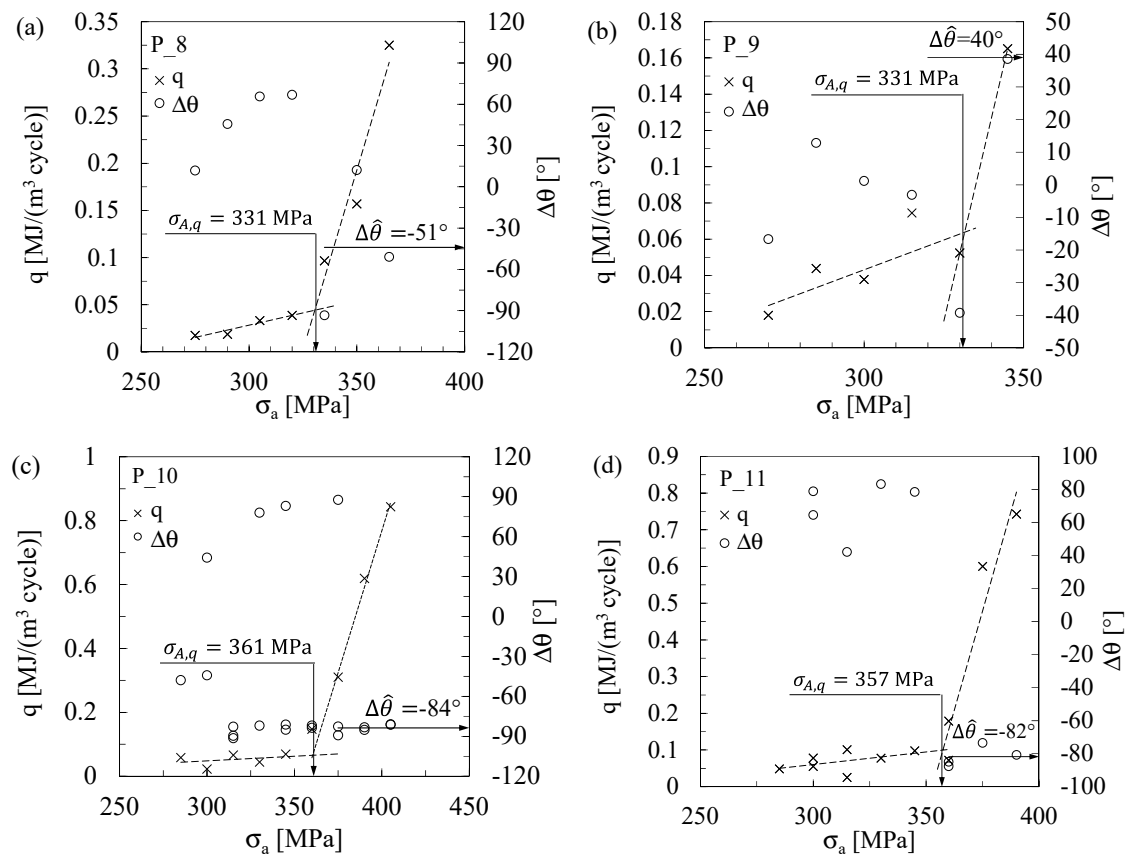 (a)
P_8
× q
○ Δθ
σ_{A,q} = 331 MPa
Δθ̂ =-51°
0.35
0.3
0.25
0.2
0.15
0.1
0.05
0
120
90
60
30
0
-30
-60
-90
-120
250
300
350
400
q [MJ/(m³ cycle)]
Δθ [°]
σₐ [MPa]
(b)
P_9
× q
○ Δθ
Δθ̂=40°
σ_{A,q} = 331 MPa
0.18
0.16
0.14
0.12
0.1
0.08
0.06
0.04
0.02
0
50
40
30
20
10
0
-10
-20
-30
-40
-50
250
300
350
q [MJ/(m³ cycle)]
Δθ [°]
σₐ [MPa]
(c)
P_10
× q
○ Δθ
σ_{A,q} = 361 MPa
Δθ̂ =-84°
1
0.8
0.6
0.4
0.2
0
120
90
60
30
0
-30
-60
-90
-120
250
300
350
400
450
q [MJ/(m³ cycle)]
Δθ [°]
σₐ [MPa]
(d)
P_11
× q
○ Δθ
σ_{A,q} = 357 MPa
Δθ̂ =-82°
0.9
0.8
0.7
0.6
0.5
0.4
0.3
0.2
0.1
0
100
80
60
40
20
0
-20
-40
-60
-80
-100
250
300
350
400
q [MJ/(m³ cycle)]
Δθ [°]
σₐ [MPa]